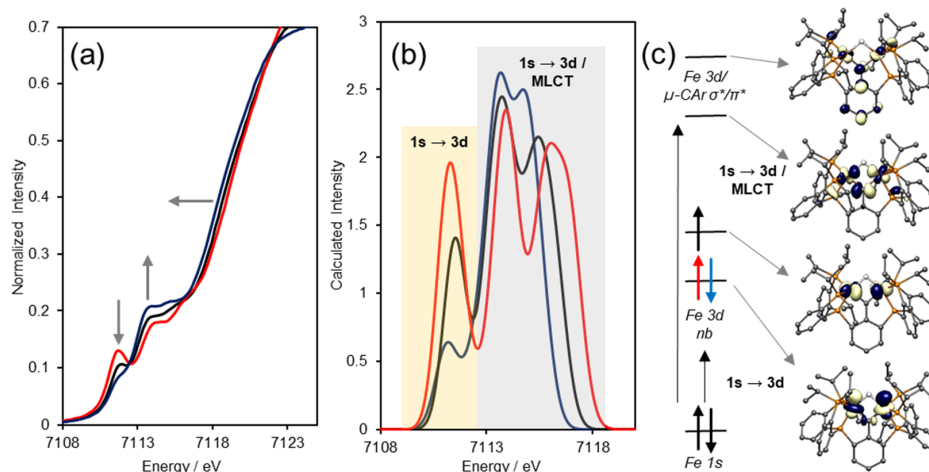 (a)
0.7
0.6
0.5
0.4
0.3
0.2
0.1
0
Normalized Intensity
7108 7113 7118 7123
Energy / eV
(b)
3
2.5
2
1.5
1
0.5
0
Calculated Intensity
1s → 3d
1s → 3d /
MLCT
7108 7113 7118
Energy / eV
(c)
Fe 3d/
μ-CAr σ*/π*
1s → 3d /
MLCT
Fe 3d
nb
1s → 3d
Fe 1s